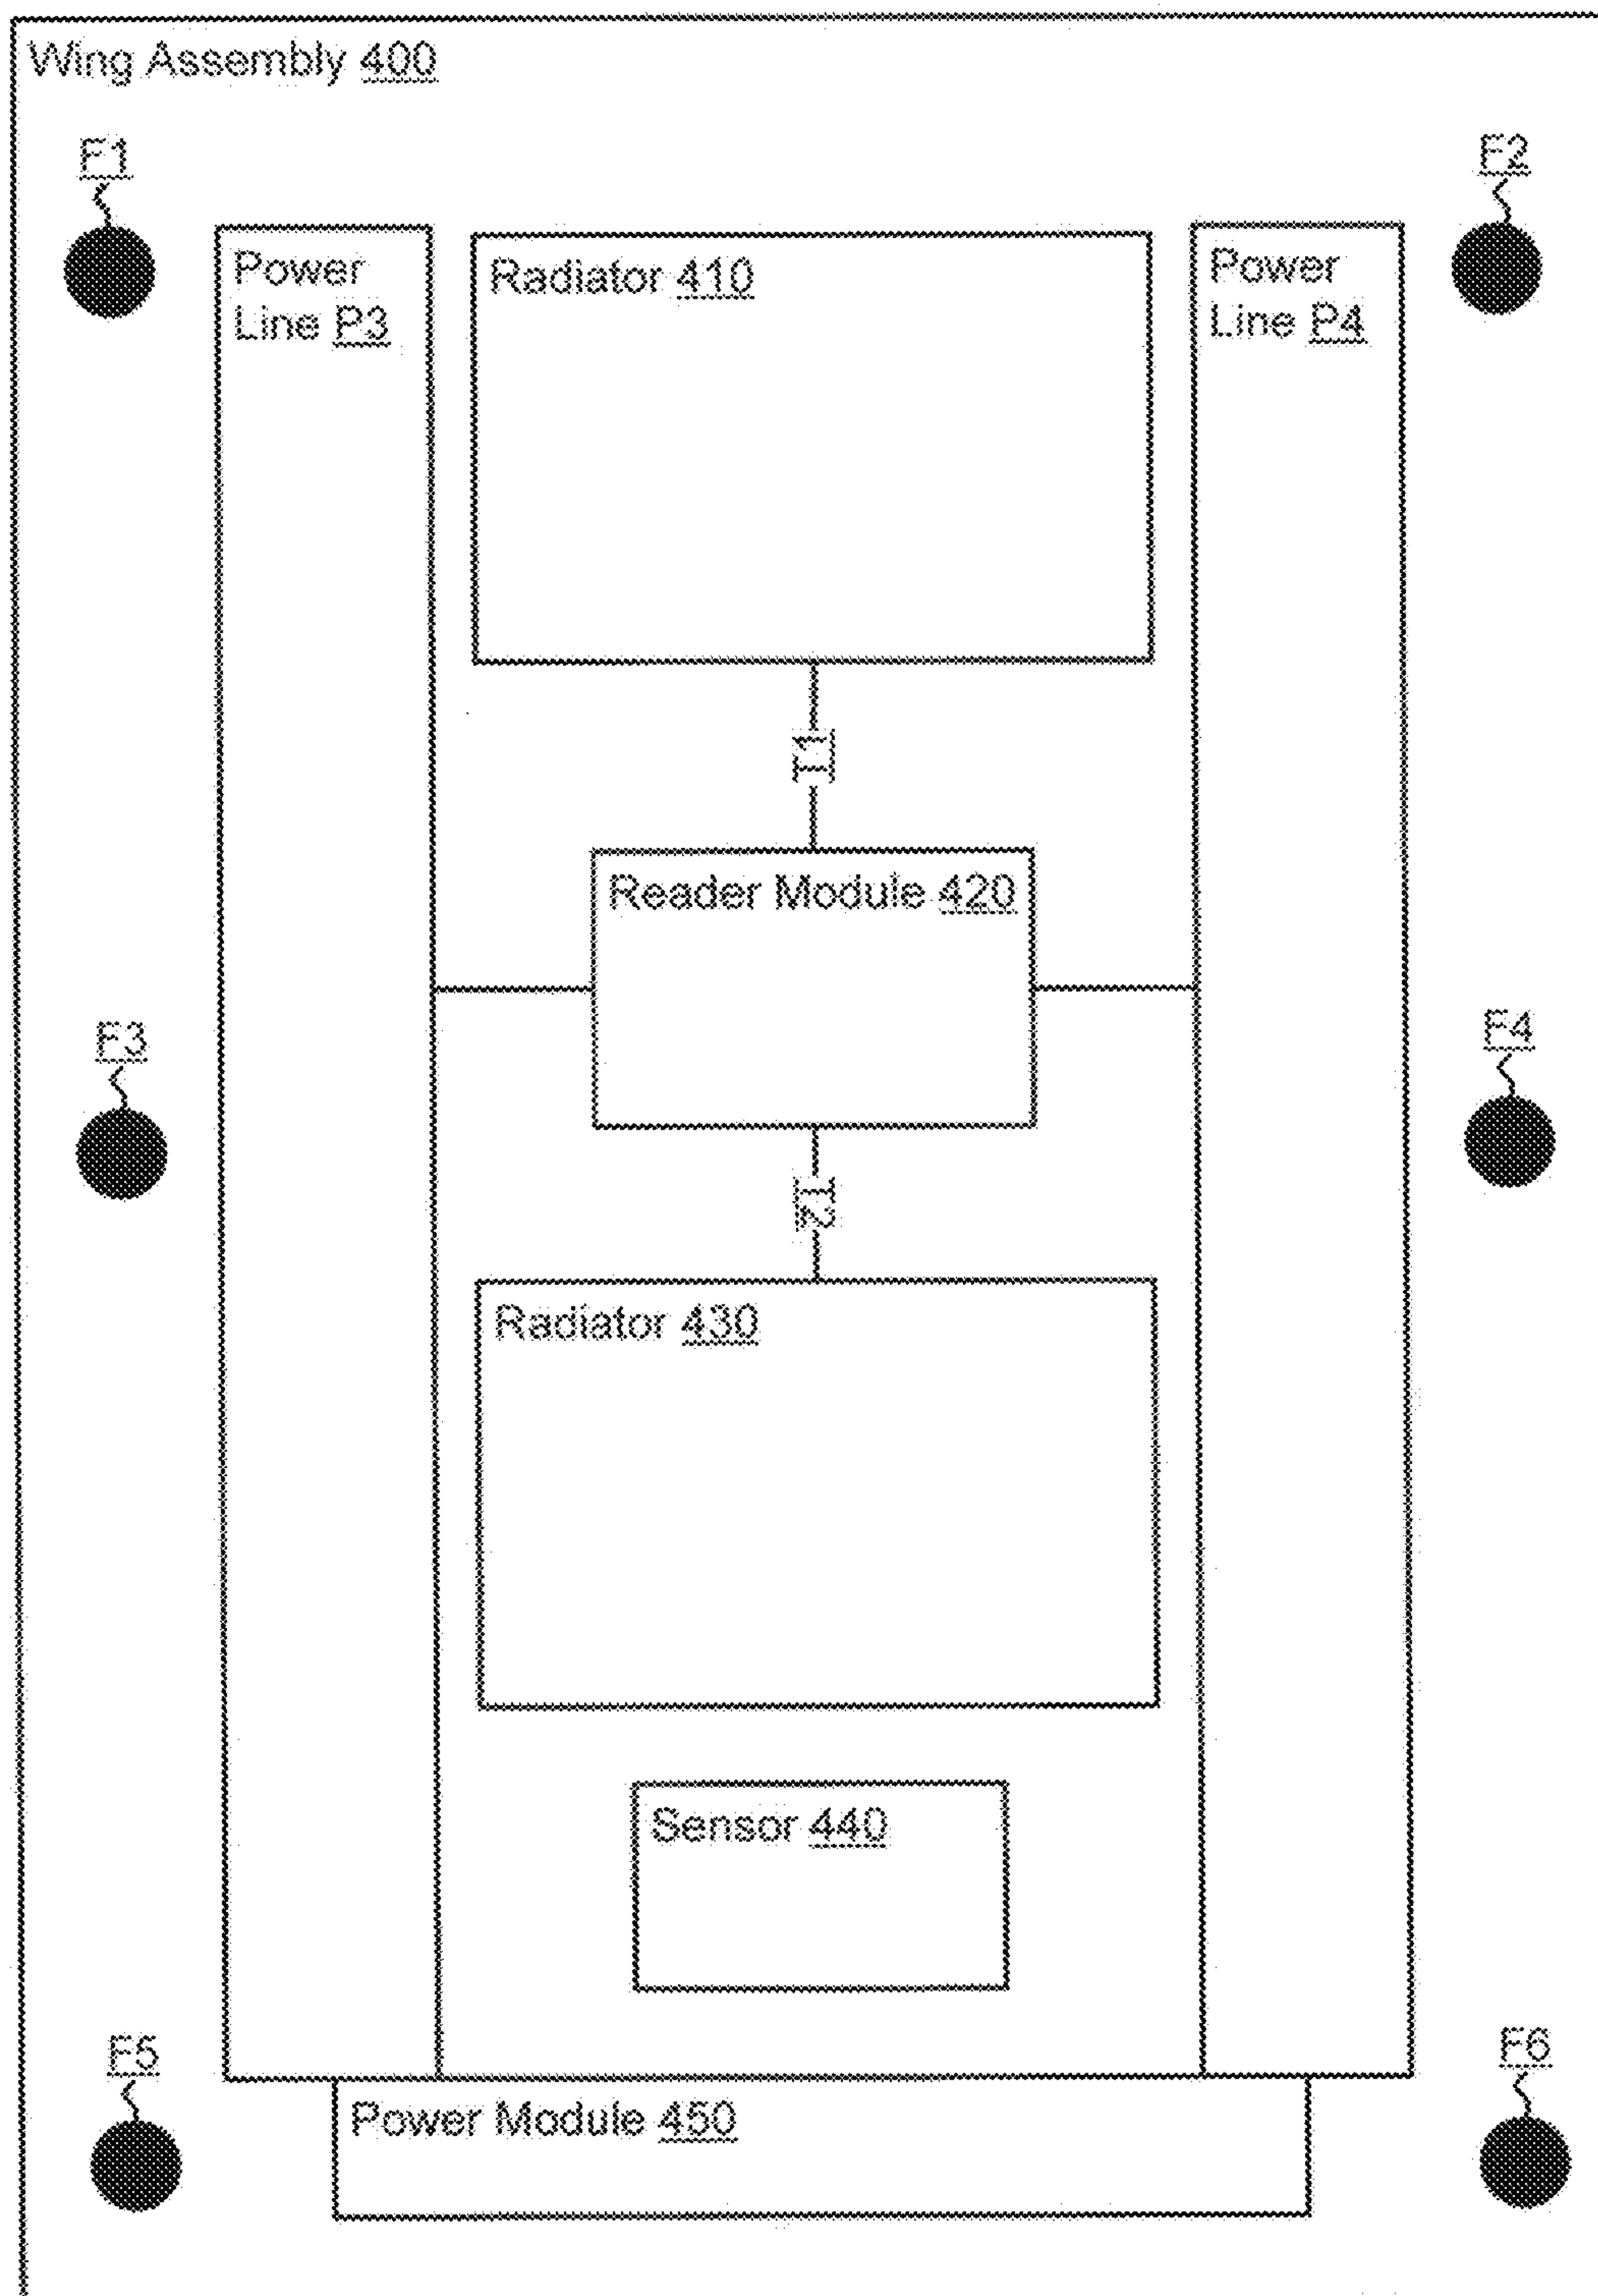 Wing Assembly 400
F1
F2
Power
Line P3
Radiator 410
Power
Line P4
T1
Reader Module 420
F3
F4
T2
Radiator 430
Sensor 440
F5
F6
Power Module 450